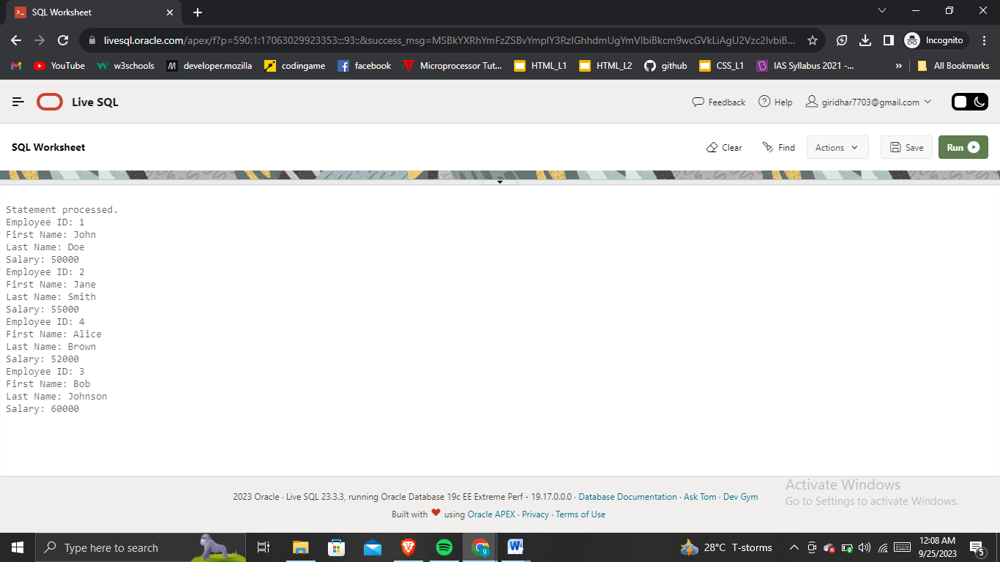 SQL Worksheet
livesql.oracle.com/apex/f?p=590:1:17063029923353:::93::&success_msg=MSBkYXRhYmFzZSBvYmplY3RzIGhhdmUgYmVlbiBkcm9wcGVkLiAgU2Vzc2lvbiB...
Incognito
YouTube w3schools developer.mozilla codingame facebook Microprocessor Tut... HTML_L1 HTML_L2 github CSS_L1 IAS Syllabus 2021 -... » All Bookmarks
Live SQL Feedback Help giridhar7703@gmail.com
SQL Worksheet Clear Find Actions Save Run
Statement processed.
Employee ID: 1
First Name: John
Last Name: Doe
Salary: 50000
Employee ID: 2
First Name: Jane
Last Name: Smith
Salary: 55000
Employee ID: 4
First Name: Alice
Last Name: Brown
Salary: 52000
Employee ID: 3
First Name: Bob
Last Name: Johnson
Salary: 60000
Activate Windows
Go to Settings to activate Windows.
2023 Oracle · Live SQL 23.3.3, running Oracle Database 19c EE Extreme Perf - 19.17.0.0.0 · Database Documentation · Ask Tom · Dev Gym
Built with ❤ using Oracle APEX · Privacy · Terms of Use
Type here to search 28°C T-storms 12:08 AM
9/25/2023 5